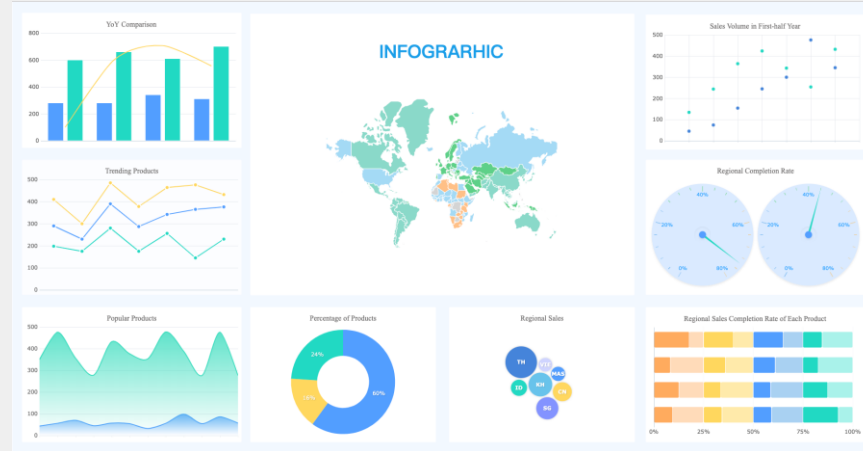 YoY Comparison
800
600
400
200
0
INFOGRARHIC
Sales Volume in First-half Year
500
400
300
200
100
0
Trending Products
500
400
300
200
100
0
Regional Completion Rate
40%
20%
60%
0%
80%
40%
20%
60%
0%
80%
Popular Products
500
400
300
200
100
0
Percentage of Products
24%
16%
60%
Regional Sales
TH
MAS
ID
KH
CN
SG
Regional Sales Completion Rate of Each Product
0%
25%
50%
75%
100%